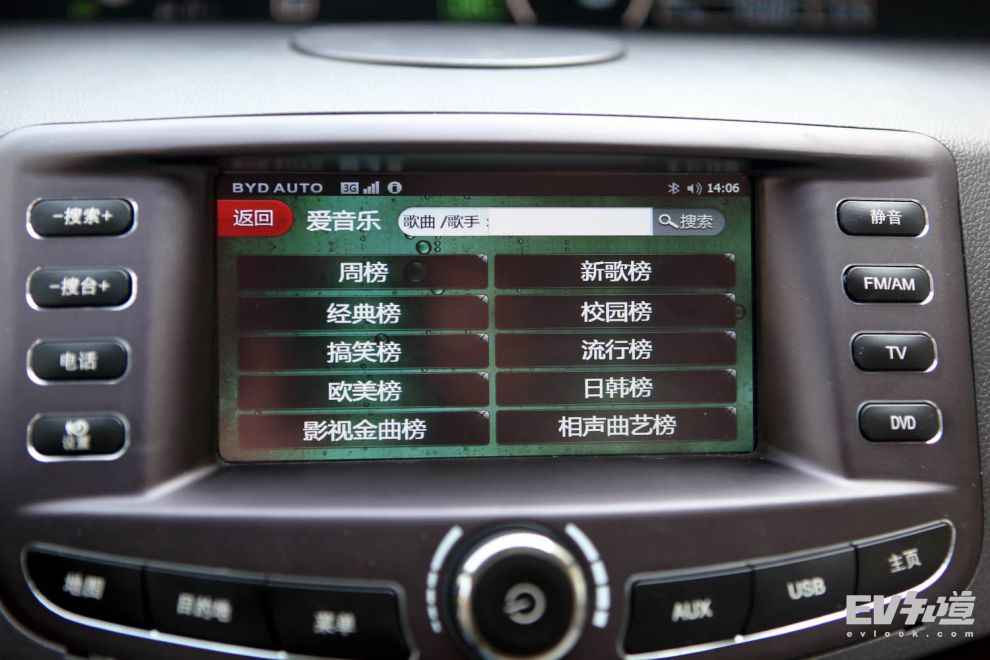 BYD AUTO 3G 14:06
返回 爱音乐 歌曲 /歌手： 搜索
周榜 新歌榜
经典榜 校园榜
搞笑榜 流行榜
欧美榜 日韩榜
影视金曲榜 相声曲艺榜
−搜索+
−搜台+
电话
设置
静音
FM/AM
TV
DVD
地图 目的地 菜单 AUX USB 主页
EV知道
evlook.com